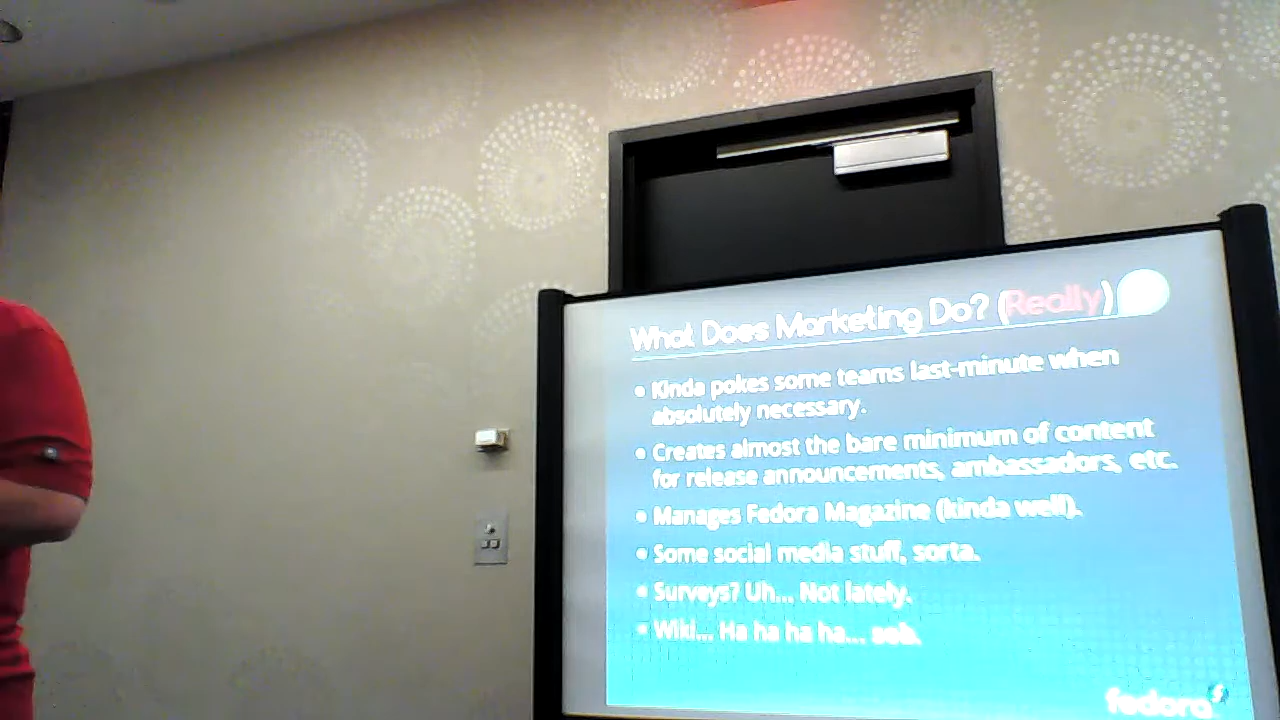 What Does Marketing Do? (Really)
• Kinda pokes some teams last-minute when
absolutely necessary.
• Creates almost the bare minimum of content
for release announcements, ambassadors, etc.
• Manages Fedora Magazine (kinda well).
• Some social media stuff, sorta.
• Surveys? Uh... Not lately.
• Wiki... Ha ha ha ha... sob.
fedora